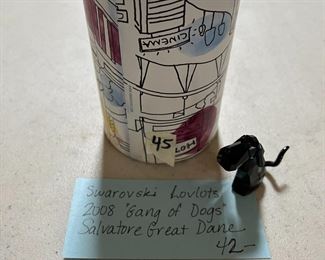 CINEMA
45
Swarovski Lovlots
2008 "Gang of Dogs"
Salvatore Great Dane
42-